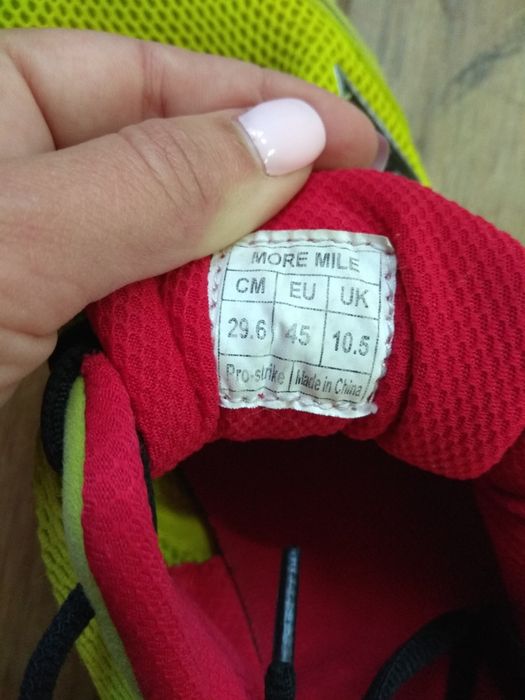 MORE MILE
CM EU UK
29.6 45 10.5
Pro-strike Made in China